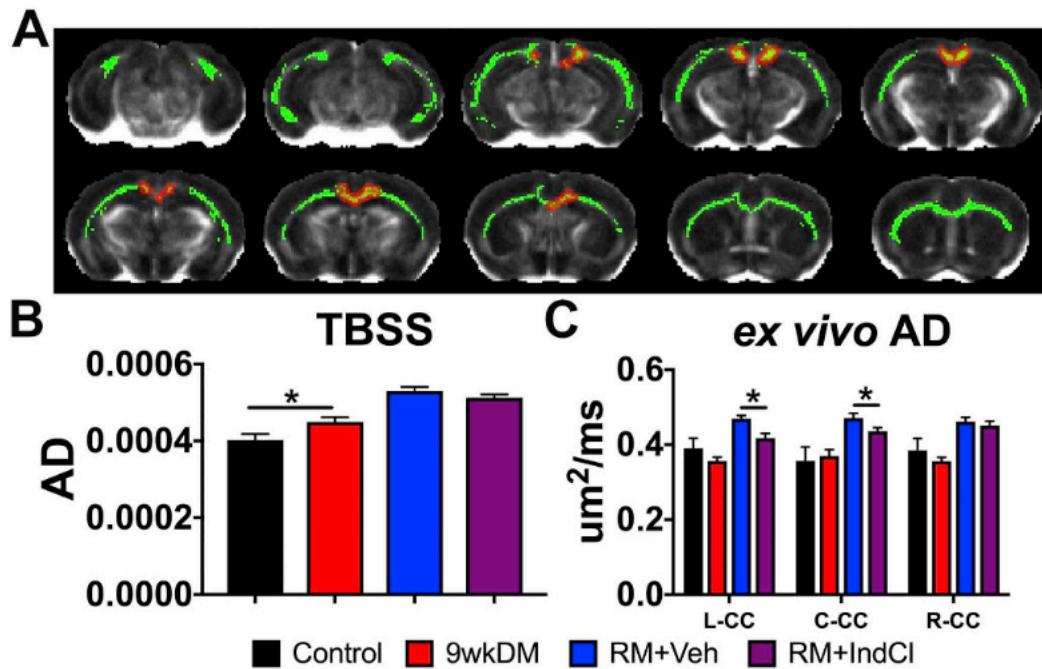 A
B
TBSS
AD
0.0006
0.0004
0.0002
0.0000
*
C
ex vivo AD
um²/ms
0.6
0.4
0.2
0.0
*
*
L-CC C-CC R-CC
Control 9wkDM RM+Veh RM+IndCl